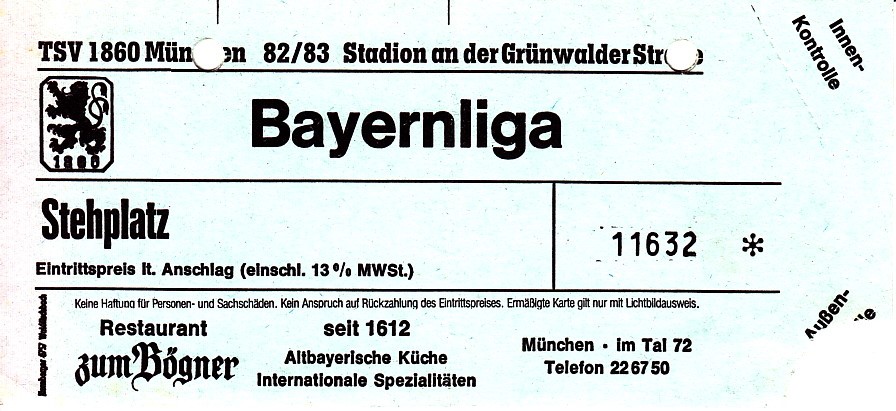 TSV 1860 München 82/83 Stadion an der Grünwalder Straße
Innen-
Kontrolle
1860
Bayernliga
Stehplatz
11632 *
Eintrittspreis lt. Anschlag (einschl. 13% MWSt.)
Keine Haftung für Personen- und Sachschäden. Kein Anspruch auf Rückzahlung des Eintrittspreises. Ermäßigte Karte gilt nur mit Lichtbildausweis.
Außen-
Restaurant
zum Bögner
seit 1612
Altbayerische Küche
Internationale Spezialitäten
München · im Tal 72
Telefon 226750